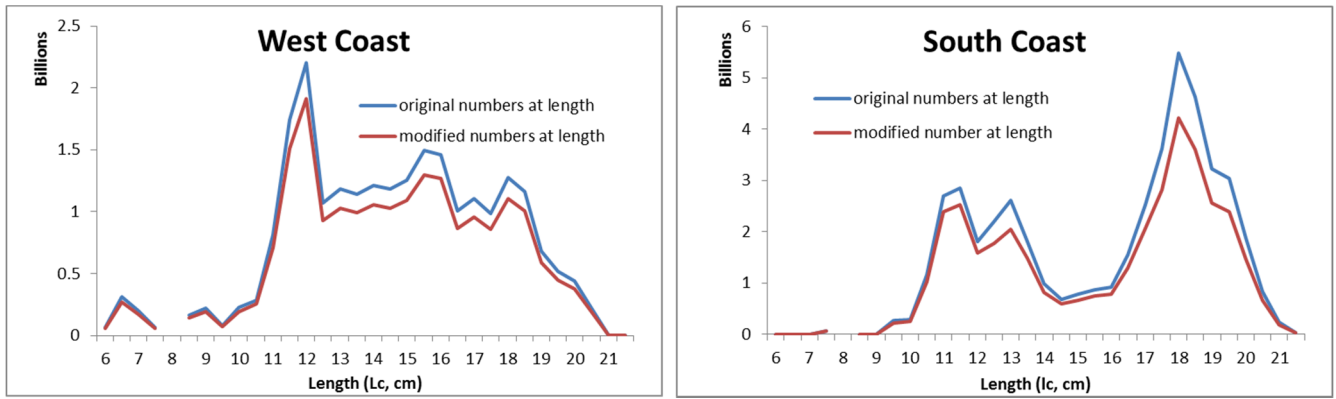 West Coast
Billions
2.5
2
1.5
1
0.5
0
original numbers at length
modified numbers at length
6 7 8 9 10 11 12 13 14 15 16 17 18 19 20 21
Length (Lc, cm)
South Coast
Billions
6
5
4
3
2
1
0
original numbers at length
modified number at length
6 7 8 9 10 11 12 13 14 15 16 17 18 19 20 21
Length (lc, cm)